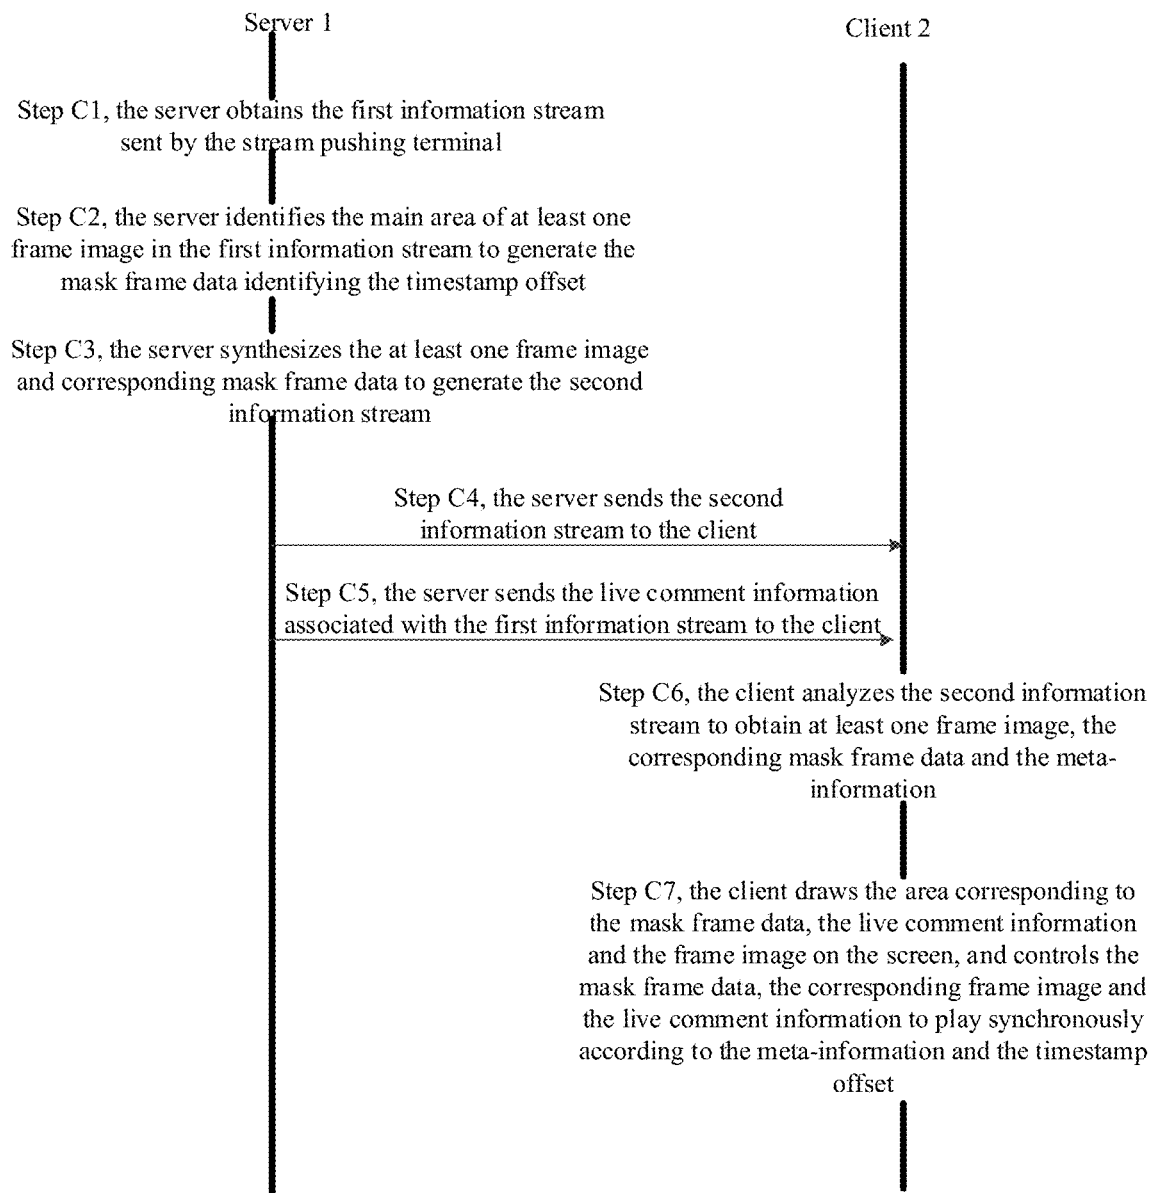 Server 1
Client 2
Step C1, the server obtains the first information stream
sent by the stream pushing terminal
Step C2, the server identifies the main area of at least one
frame image in the first information stream to generate the
mask frame data identifying the timestamp offset
Step C3, the server synthesizes the at least one frame image
and corresponding mask frame data to generate the second
information stream
Step C4, the server sends the second
information stream to the client
Step C5, the server sends the live comment information
associated with the first information stream to the client
Step C6, the client analyzes the second information
stream to obtain at least one frame image, the
corresponding mask frame data and the meta-
information
Step C7, the client draws the area corresponding to
the mask frame data, the live comment information
and the frame image on the screen, and controls the
mask frame data, the corresponding frame image and
the live comment information to play synchronously
according to the meta-information and the timestamp
offset